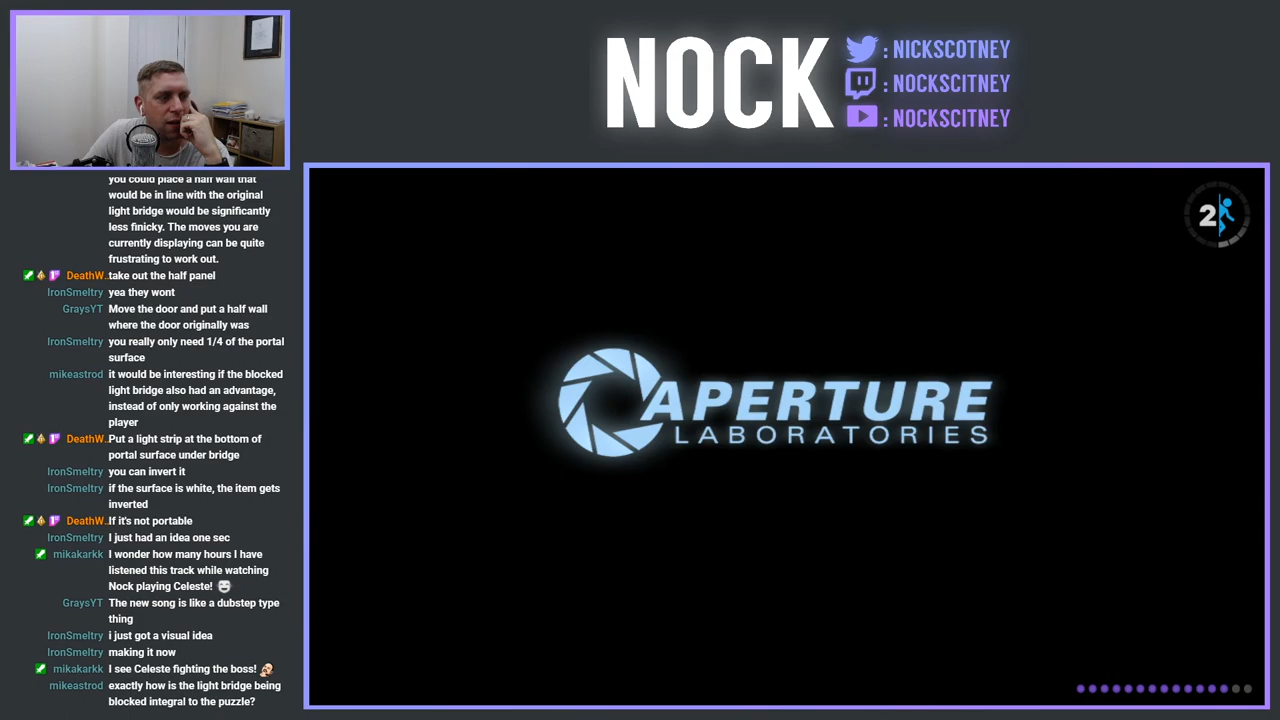 NOCK
: NICKSCOTNEY
: NOCKSCITNEY
: NOCKSCITNEY
you could place a half wall that
would be in line with the original
light bridge would be significantly
less finicky. The moves you are
currently displaying can be quite
frustrating to work out.
DeathW.. take out the half panel
IronSmeltry yea they wont
GraysYT Move the door and put a half wall
where the door originally was
IronSmeltry you really only need 1/4 of the portal
surface
mikeastrod it would be interesting if the blocked
light bridge also had an advantage,
instead of only working against the
player
DeathW.. Put a light strip at the bottom of
portal surface under bridge
IronSmeltry you can invert it
IronSmeltry if the surface is white, the item gets
inverted
DeathW.. If it's not portable
IronSmeltry I just had an idea one sec
mikakarkk I wonder how many hours I have
listened this track while watching
Nock playing Celeste!
GraysYT The new song is like a dubstep type
thing
IronSmeltry i just got a visual idea
IronSmeltry making it now
mikakarkk I see Celeste fighting the boss!
mikeastrod exactly how is the light bridge being
blocked integral to the puzzle?
2
APERTURE
LABORATORIES